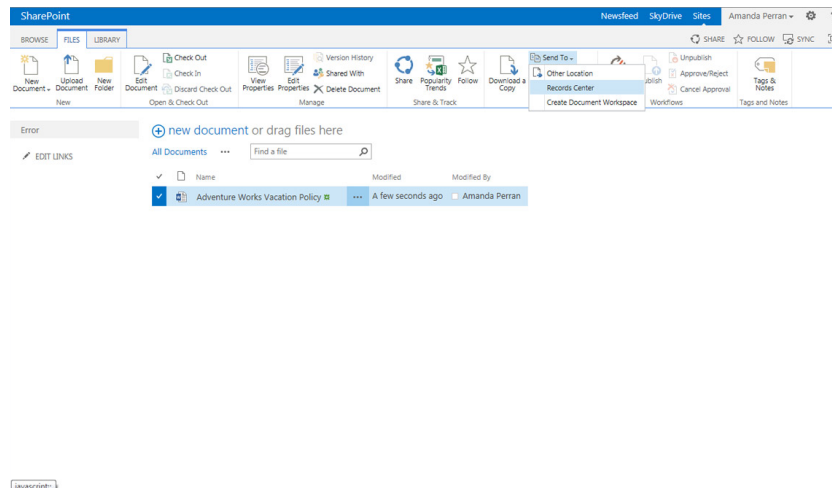 SharePoint
Newsfeed SkyDrive Sites Amanda Perran
BROWSE FILES LIBRARY
SHARE FOLLOW SYNC
New Document
Upload Document
New Folder
New
Edit Document
Check Out
Check In
Discard Check Out
Open & Check Out
View Properties
Edit Properties
Version History
Shared With
Delete Document
Manage
Share
Popularity Trends
Follow
Share & Track
Download a Copy
Send To
Other Location
Records Center
Create Document Workspace
Unpublish
Approve/Reject
Cancel Approval
Workflows
Tags & Notes
Tags and Notes
Error
EDIT LINKS
new document or drag files here
All Documents ••• Find a file
Name Modified Modified By
Adventure Works Vacation Policy ••• A few seconds ago Amanda Perran